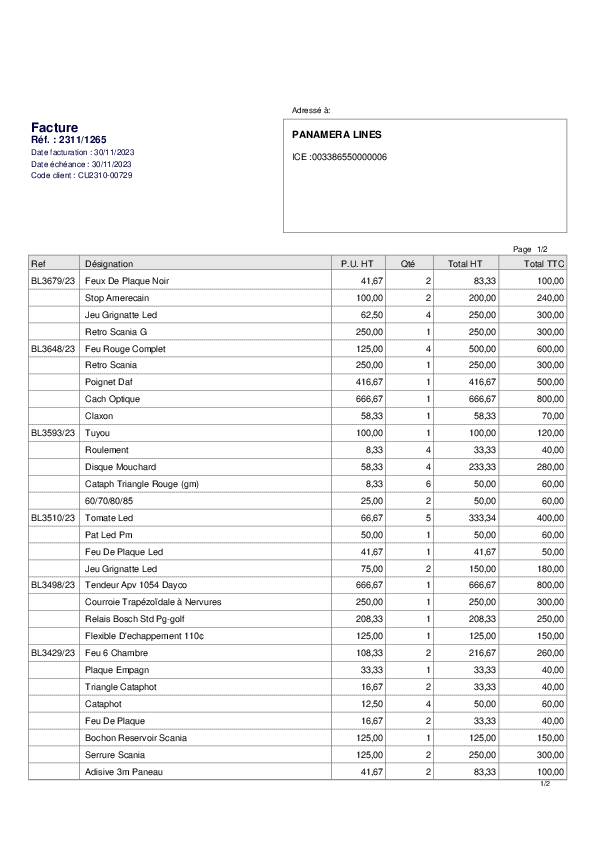 Adressé à:
Facture
Réf. : 2311/1265
Date facturation : 30/11/2023
Date échéance : 30/11/2023
Code client : CU2310-00729
PANAMERA LINES
ICE :003386550000006
Page 1/2
Ref Désignation P.U. HT Qté Total HT Total TTC
BL3679/23 Feux De Plaque Noir 41,67 2 83,33 100,00
Stop Amerecain 100,00 2 200,00 240,00
Jeu Grignatte Led 62,50 4 250,00 300,00
Retro Scania G 250,00 1 250,00 300,00
BL3648/23 Feu Rouge Complet 125,00 4 500,00 600,00
Retro Scania 250,00 1 250,00 300,00
Poignet Daf 416,67 1 416,67 500,00
Cach Optique 666,67 1 666,67 800,00
Claxon 58,33 1 58,33 70,00
BL3593/23 Tuyou 100,00 1 100,00 120,00
Roulement 8,33 4 33,33 40,00
Disque Mouchard 58,33 4 233,33 280,00
Cataph Triangle Rouge (gm) 8,33 6 50,00 60,00
60/70/80/85 25,00 2 50,00 60,00
BL3510/23 Tomate Led 66,67 5 333,34 400,00
Pat Led Pm 50,00 1 50,00 60,00
Feu De Plaque Led 41,67 1 41,67 50,00
Jeu Grignatte Led 75,00 2 150,00 180,00
BL3498/23 Tendeur Apv 1054 Dayco 666,67 1 666,67 800,00
Courroie Trapézoïdale à Nervures 250,00 1 250,00 300,00
Relais Bosch Std Pg-golf 208,33 1 208,33 250,00
Flexible D'echappement 110¢ 125,00 1 125,00 150,00
BL3429/23 Feu 6 Chambre 108,33 2 216,67 260,00
Plaque Empagn 33,33 1 33,33 40,00
Triangle Cataphot 16,67 2 33,33 40,00
Cataphot 12,50 4 50,00 60,00
Feu De Plaque 16,67 2 33,33 40,00
Bochon Reservoir Scania 125,00 1 125,00 150,00
Serrure Scania 125,00 2 250,00 300,00
Adisive 3m Paneau 41,67 2 83,33 100,00
1/2